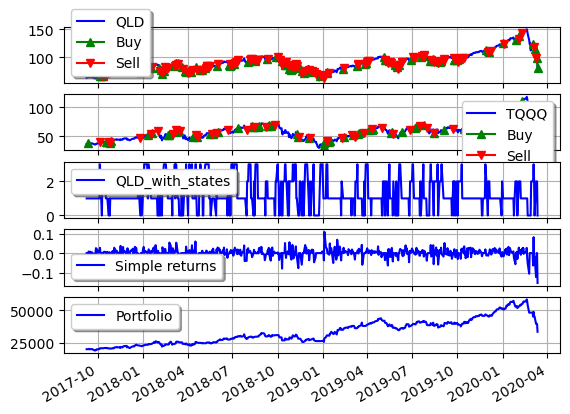 150
100
QLD
Buy
Sell
100
50
TQQQ
Buy
Sell
2
0
QLD_with_states
0.1
0.0
−0.1
Simple returns
50000
25000
Portfolio
2017-10 2018-01 2018-04 2018-07 2018-10 2019-01 2019-04 2019-07 2019-10 2020-01 2020-04